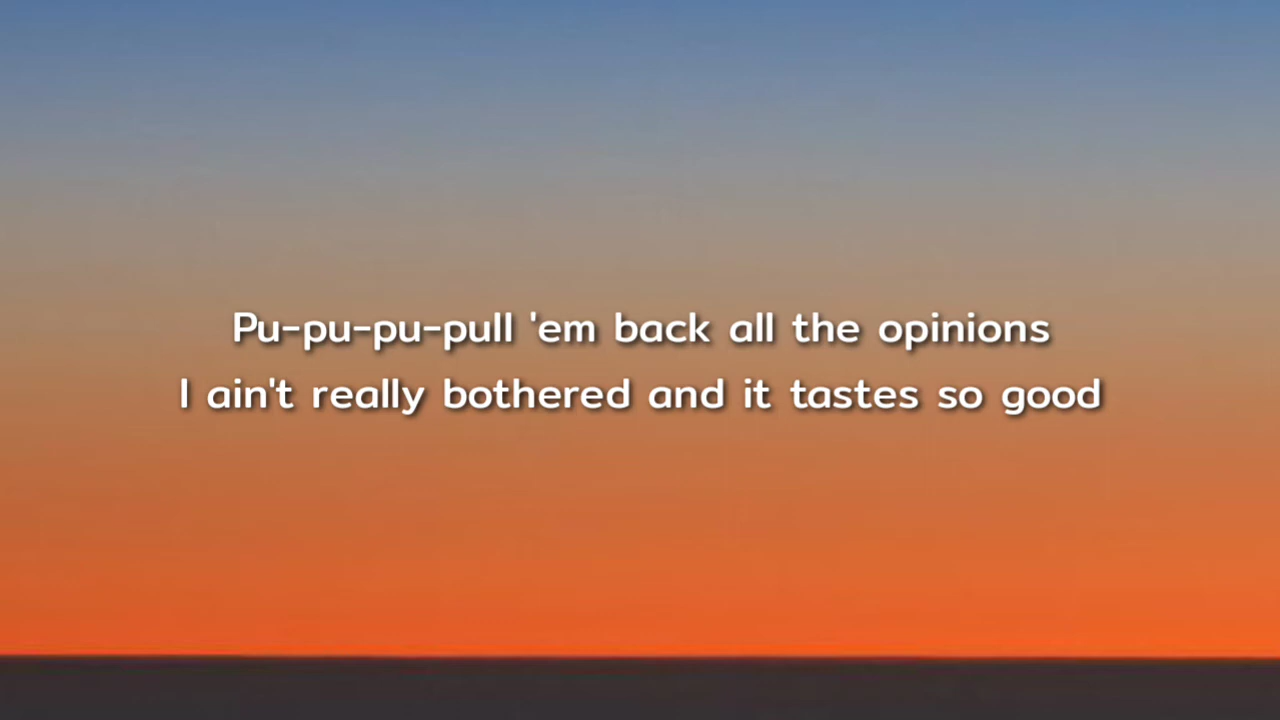 Pu-pu-pu-pull 'em back all the opinions
I ain't really bothered and it tastes so good